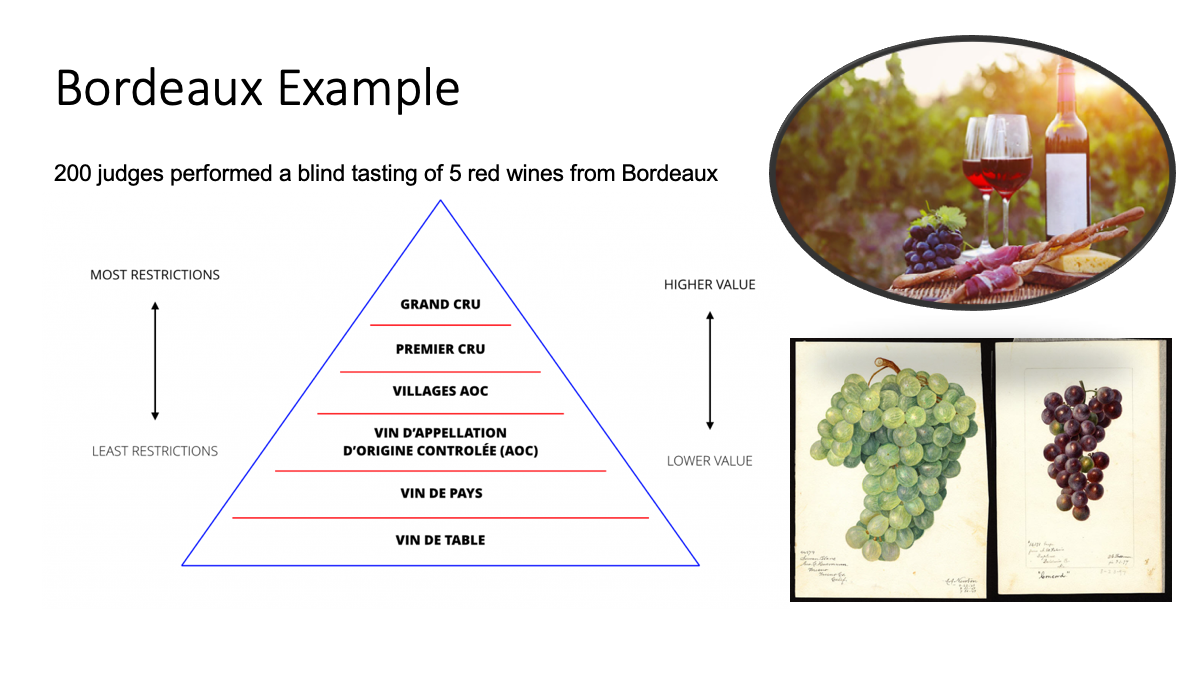 Bordeaux Example
200 judges performed a blind tasting of 5 red wines from Bordeaux
MOST RESTRICTIONS
LEAST RESTRICTIONS
GRAND CRU
PREMIER CRU
VILLAGES AOC
VIN D’APPELLATION
D’ORIGINE CONTROLÉE (AOC)
VIN DE PAYS
VIN DE TABLE
HIGHER VALUE
LOWER VALUE